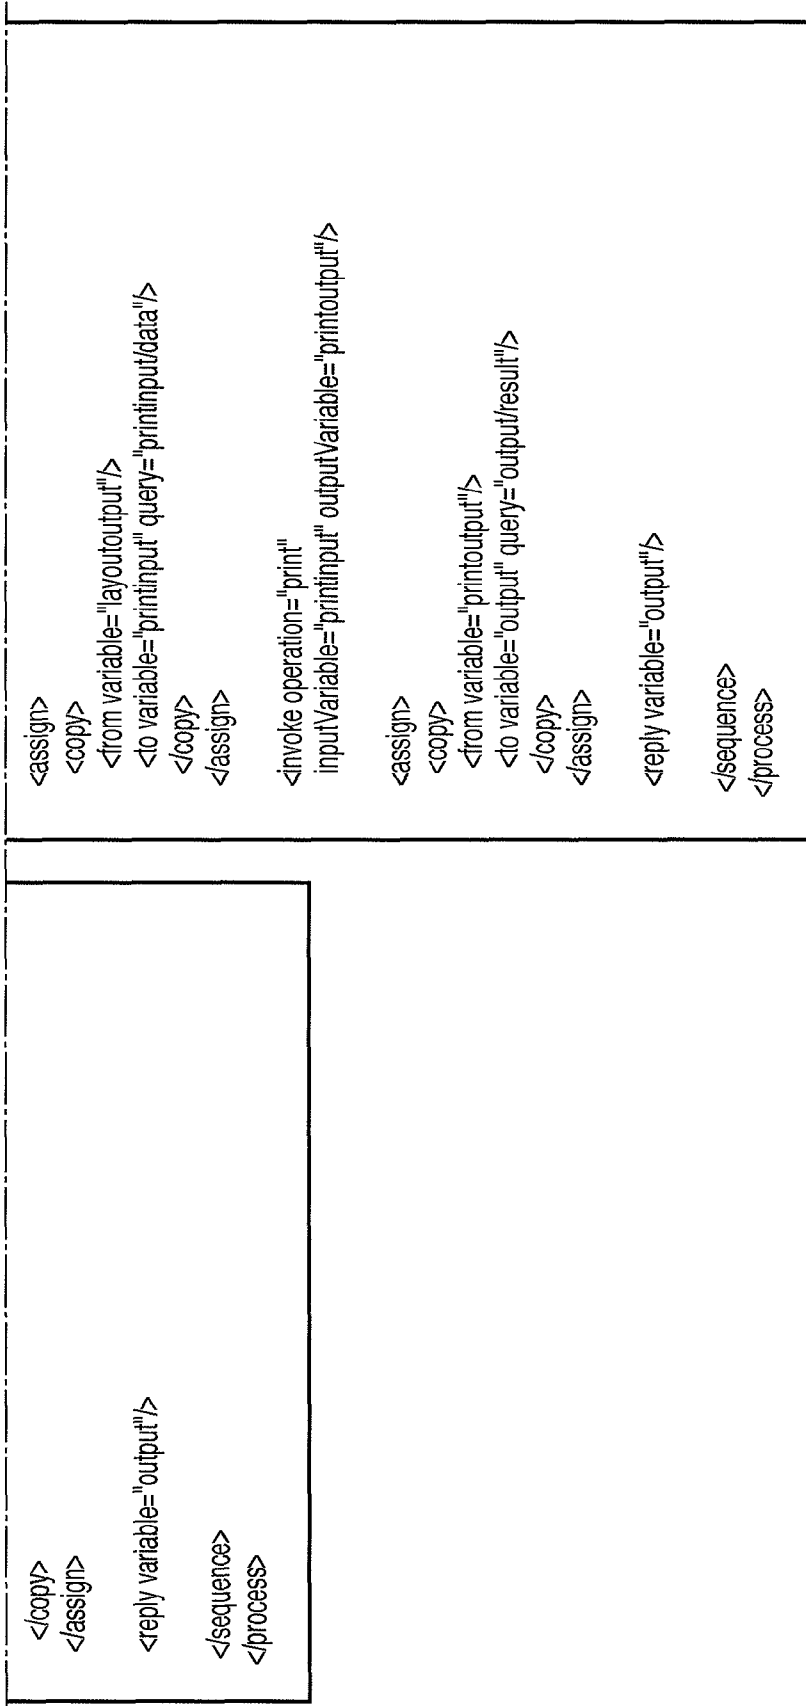 </copy>
</assign>
<reply variable="output"/>
</sequence>
</process>
<assign>
<copy>
<from variable="layoutoutput"/>
<to variable="printinput" query="printinput/data"/>
</copy>
</assign>
<invoke operation="print"
inputVariable="printinput" outputVariable="printoutput"/>
<assign>
<copy>
<from variable="printoutput"/>
<to variable="output" query="output/result"/>
</copy>
</assign>
<reply variable="output"/>
</sequence>
</process>